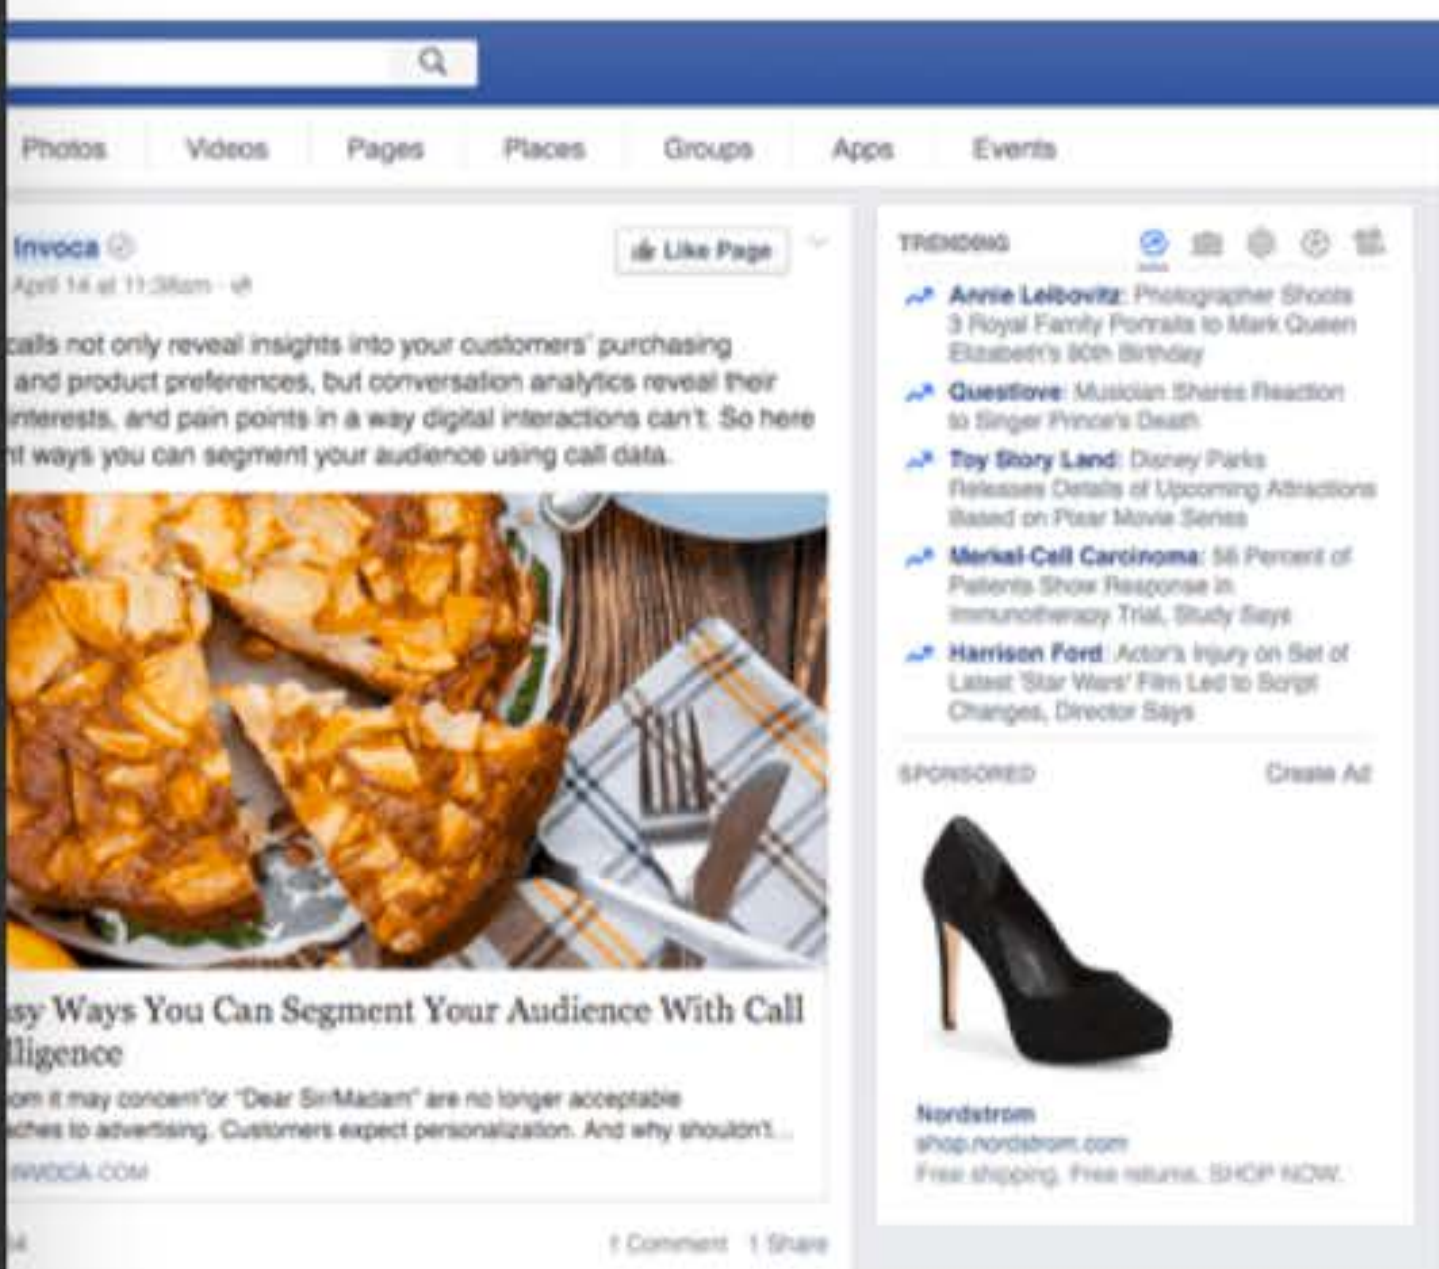 Photos Videos Pages Places Groups Apps Events
Invoca
Like Page
April 14 at 11:38am
calls not only reveal insights into your customers' purchasing
and product preferences, but conversation analytics reveal their
interests, and pain points in a way digital interactions can't. So here
nt ways you can segment your audience using call data.
sy Ways You Can Segment Your Audience With Call
lligence
om it may concern" or "Dear Sir/Madam" are no longer acceptable
aches to advertising. Customers expect personalization. And why shouldn't...
INVOCA.COM
1 Comment 1 Share
TRENDING
Annie Leibovitz: Photographer Shoots
3 Royal Family Portraits to Mark Queen
Elizabeth's 90th Birthday
Questlove: Musician Shares Reaction
to Singer Prince's Death
Toy Story Land: Disney Parks
Releases Details of Upcoming Attractions
Based on Pixar Movie Series
Merkel-Cell Carcinoma: 56 Percent of
Patients Show Response in
Immunotherapy Trial, Study Says
Harrison Ford: Actor's Injury on Set of
Latest 'Star Wars' Film Led to Script
Changes, Director Says
SPONSORED Create Ad
Nordstrom
shop.nordstrom.com
Free shipping. Free returns. SHOP NOW.